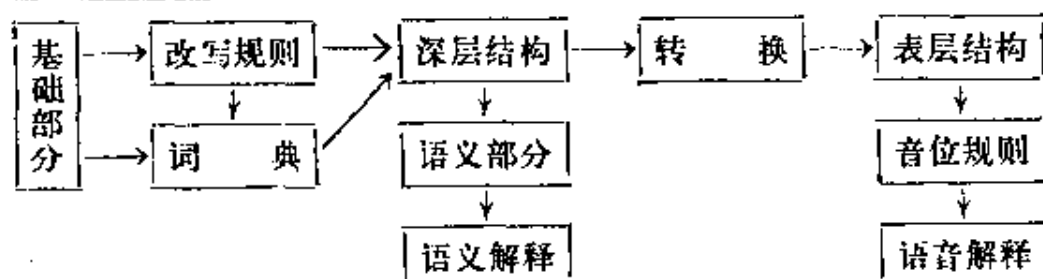 基础部分
改写规则
深层结构
转 换
表层结构
词 典
语义部分
音位规则
语义解释
语音解释